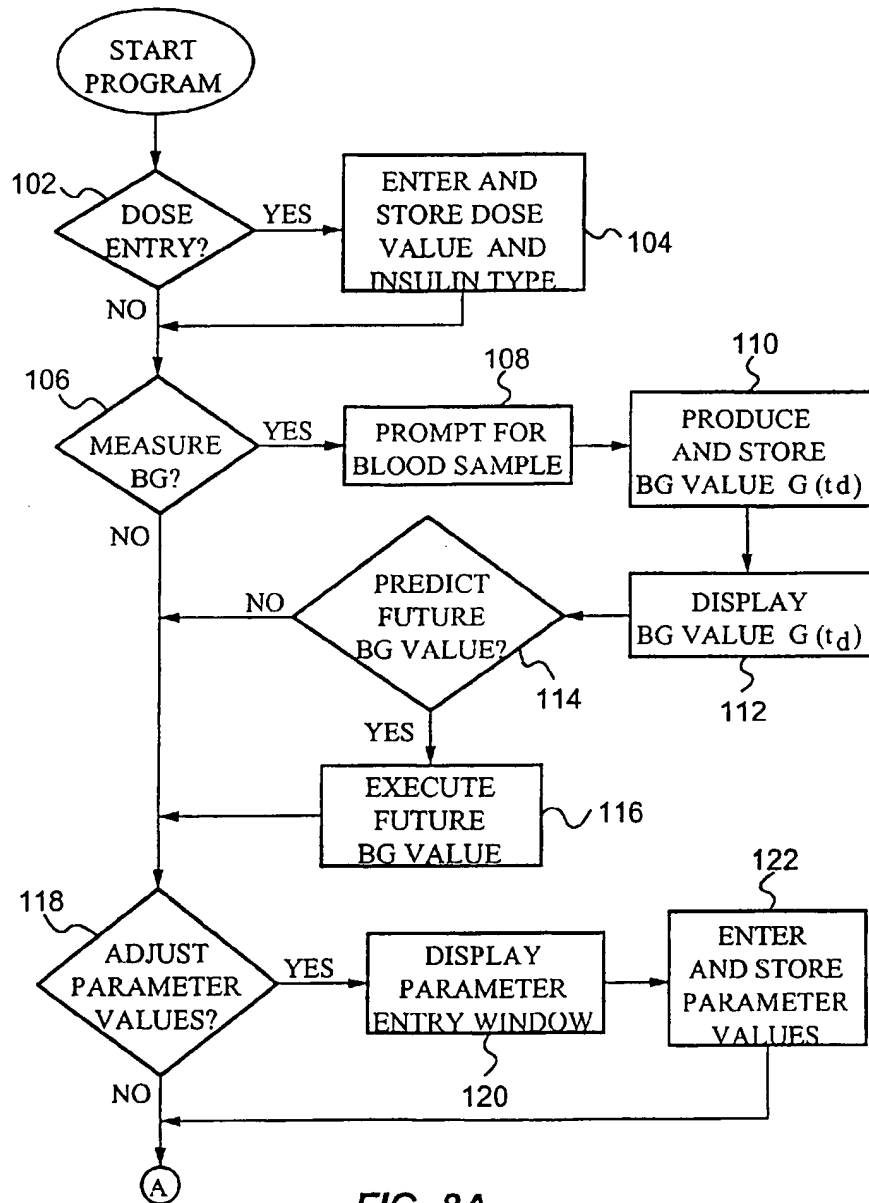 START
PROGRAM
102
DOSE
ENTRY?
YES
NO
ENTER AND
STORE DOSE
VALUE AND
INSULIN TYPE
104
106
MEASURE
BG?
YES
NO
108
PROMPT FOR
BLOOD SAMPLE
110
PRODUCE
AND STORE
BG VALUE G (td)
DISPLAY
BG VALUE G (td)
112
PREDICT
FUTURE
BG VALUE?
NO
114
YES
EXECUTE
FUTURE
BG VALUE
116
118
ADJUST
PARAMETER
VALUES?
YES
NO
DISPLAY
PARAMETER
ENTRY WINDOW
120
122
ENTER
AND STORE
PARAMETER
VALUES
A
FIG. 8A